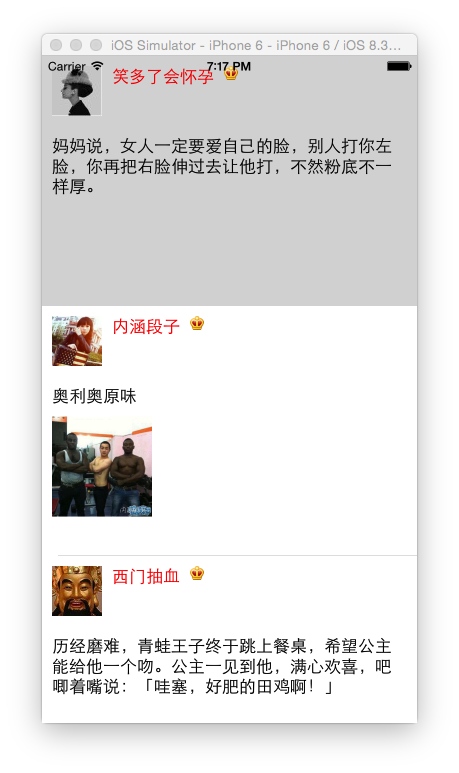 iOS Simulator - iPhone 6 - iPhone 6 / iOS 8.3...
Carrier 7:17 PM
笑多了会怀孕
妈妈说，女人一定要爱自己的脸，别人打你左
脸，你再把右脸伸过去让他打，不然粉底不一
样厚。
内涵段子
奥利奥原味
西门抽血
历经磨难，青蛙王子终于跳上餐桌，希望公主
能给他一个吻。公主一见到他，满心欢喜，吧
唧着嘴说：「哇塞，好肥的田鸡啊！」